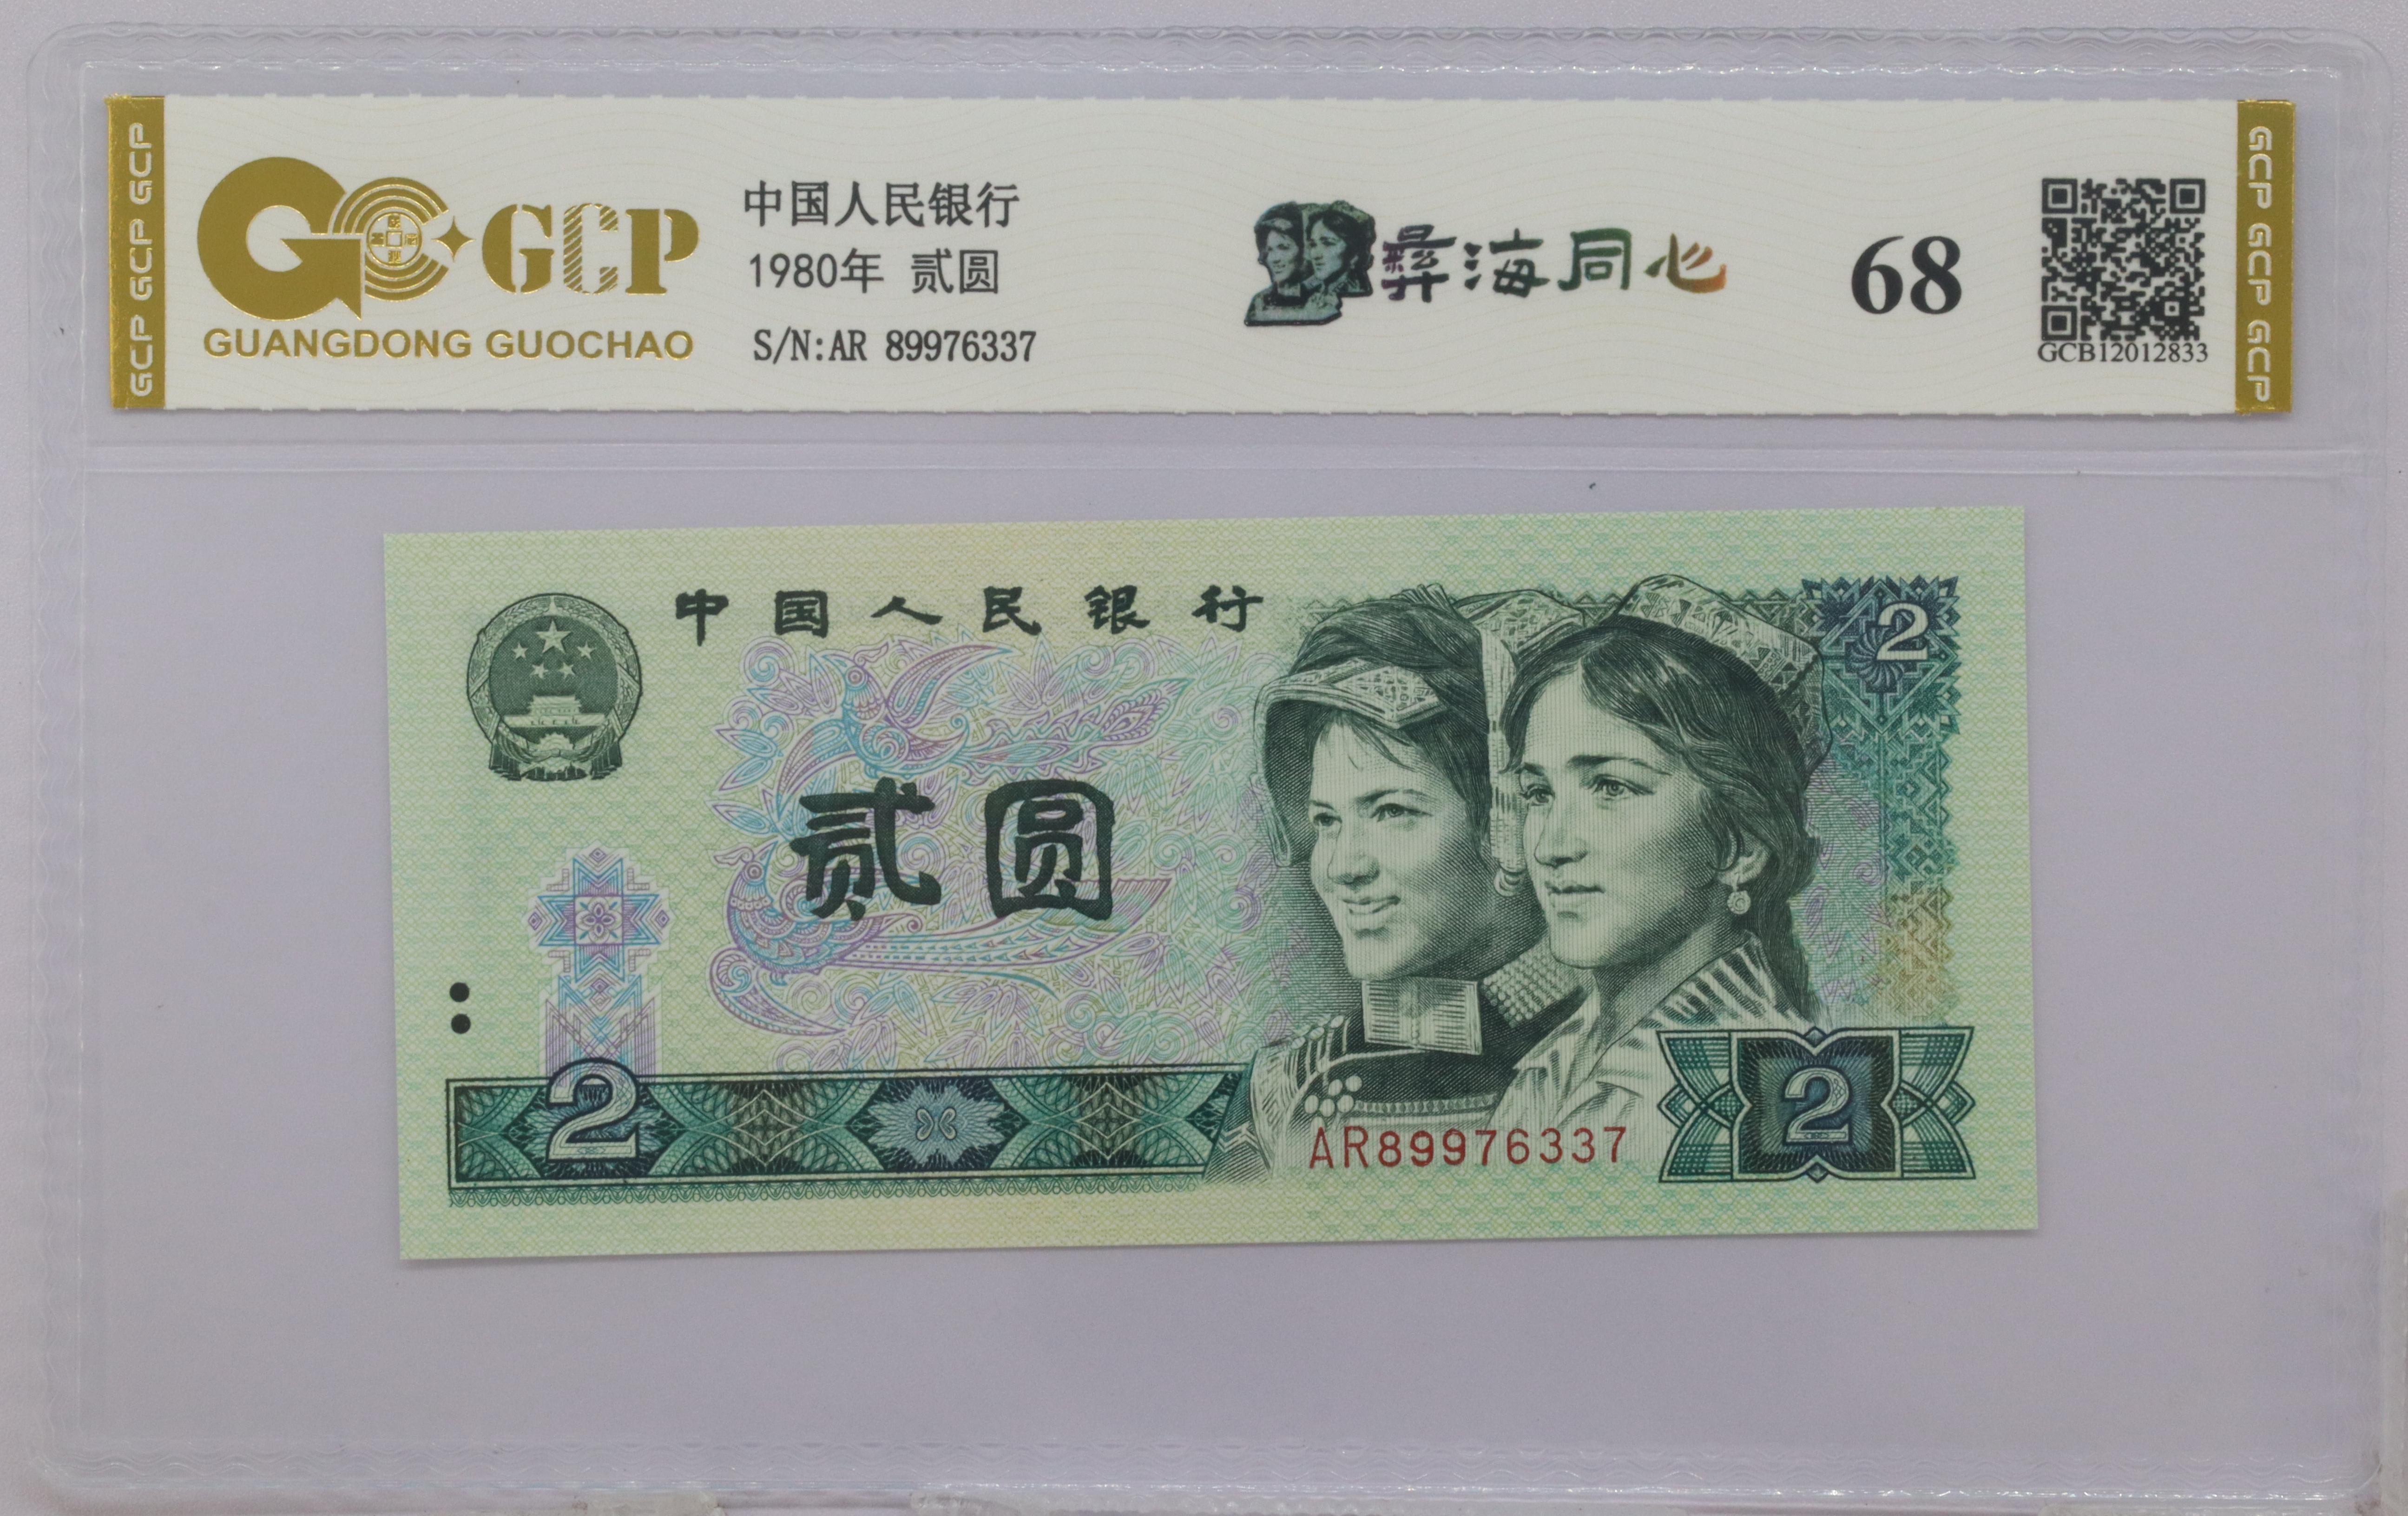 GCP GCP GCP
GCP
GUANGDONG GUOCHAO
中国人民银行
1980年 贰圆
S/N:AR 89976337
彝海同心
68
GCB12012833
GCP GCP GCP
中国人民银行
2
贰圆
2
AR89976337
2